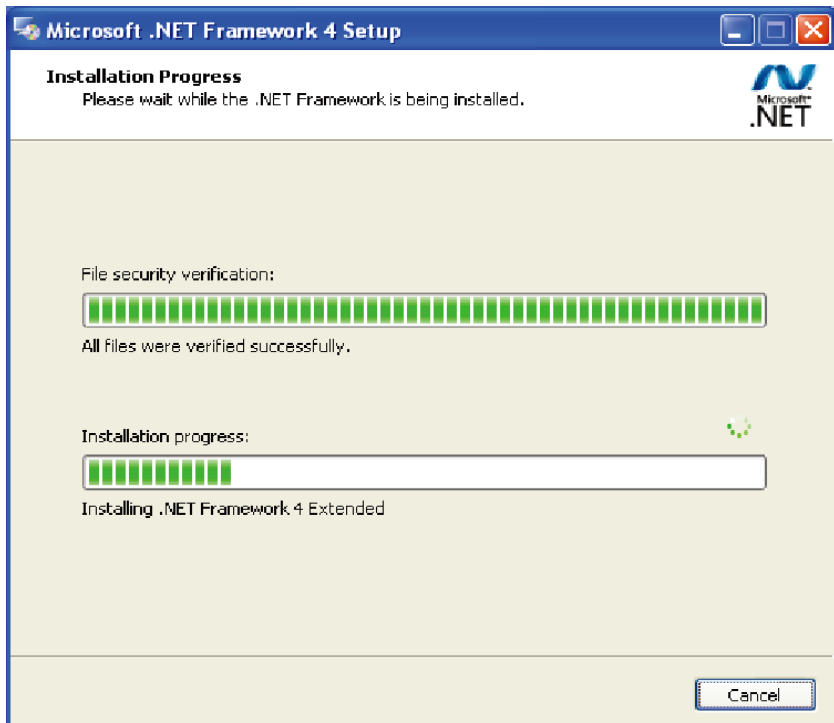 Microsoft .NET Framework 4 Setup
Installation Progress
Please wait while the .NET Framework is being installed.
Microsoft®
.NET
File security verification:
All files were verified successfully.
Installation progress:
Installing .NET Framework 4 Extended
Cancel